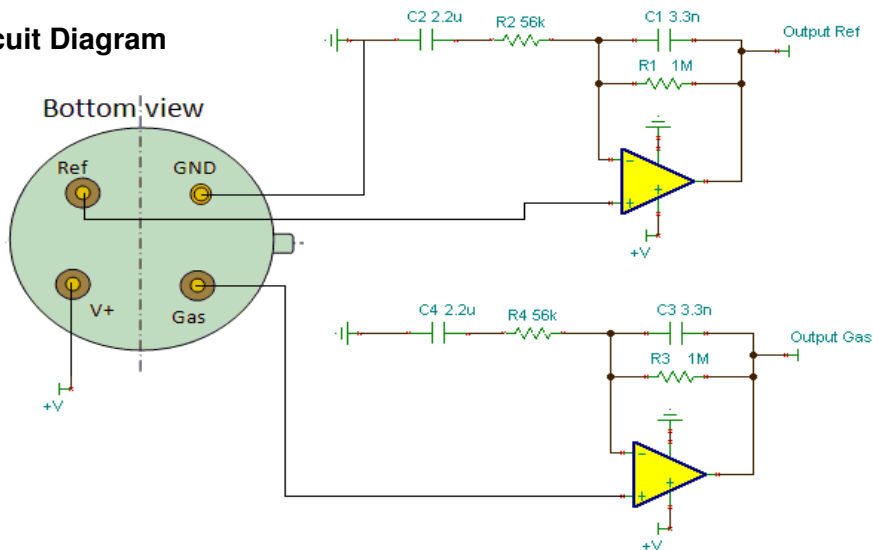 cuit Diagram
C2 2.2u
R2 56k
C1 3.3n
Output Ref
R1 1M
Bottom view
Ref
GND
V+
Gas
+V
-
+
+
+V
C4 2.2u
R4 56k
C3 3.3n
Output Gas
R3 1M
-
+
+
+V